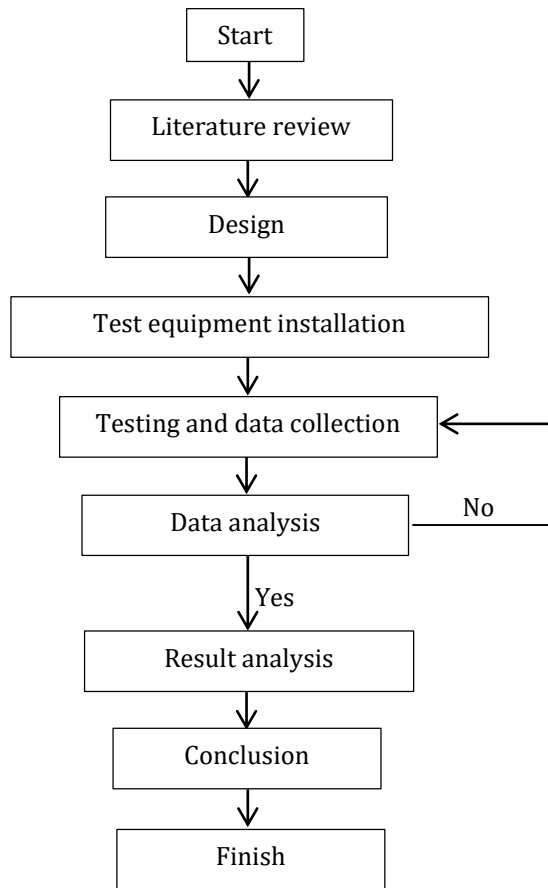 Start
Literature review
Design
Test equipment installation
Testing and data collection
Data analysis
No
Yes
Result analysis
Conclusion
Finish